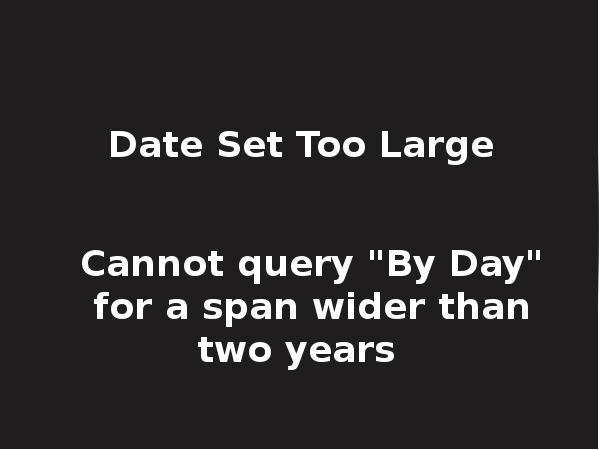 Date Set Too Large
Cannot query "By Day"
for a span wider than
two years